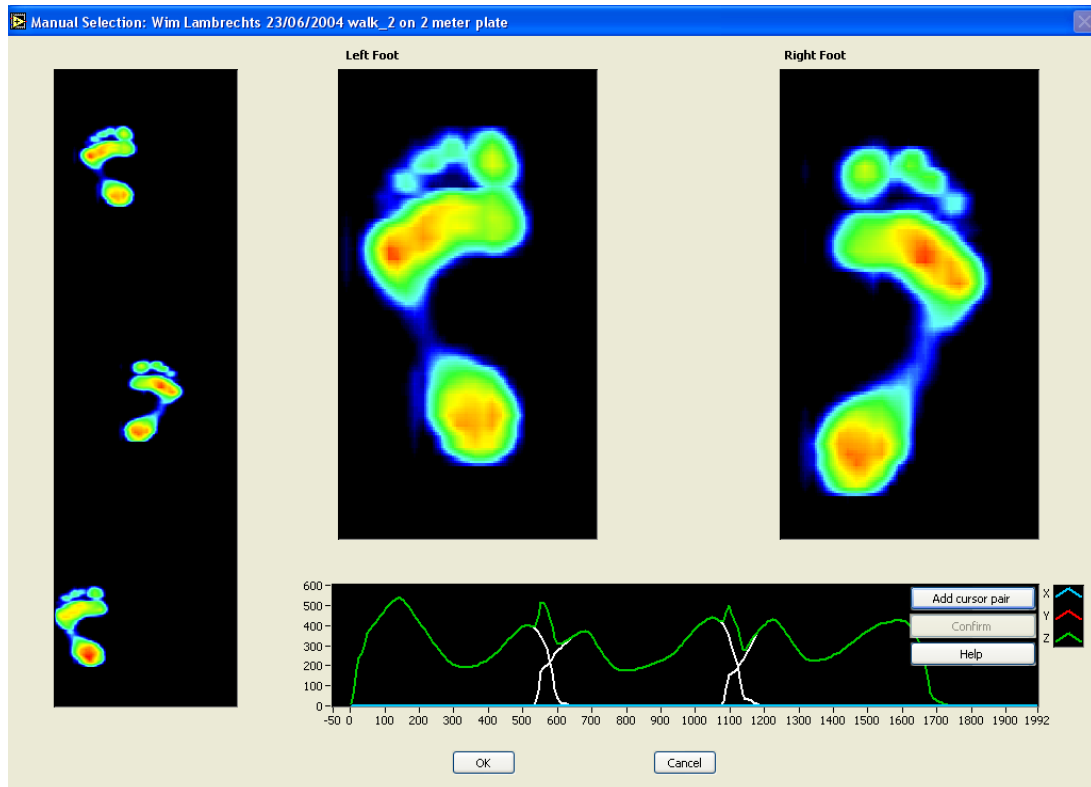 Manual Selection: Wim Lambrechts 23/06/2004 walk_2 on 2 meter plate
Left Foot
Right Foot
600
500
400
300
200
100
0
-50 0 100 200 300 400 500 600 700 800 900 1000 1100 1200 1300 1400 1500 1600 1700 1800 1900 1992
Add cursor pair
Confirm
Help
X
Y
Z
OK
Cancel